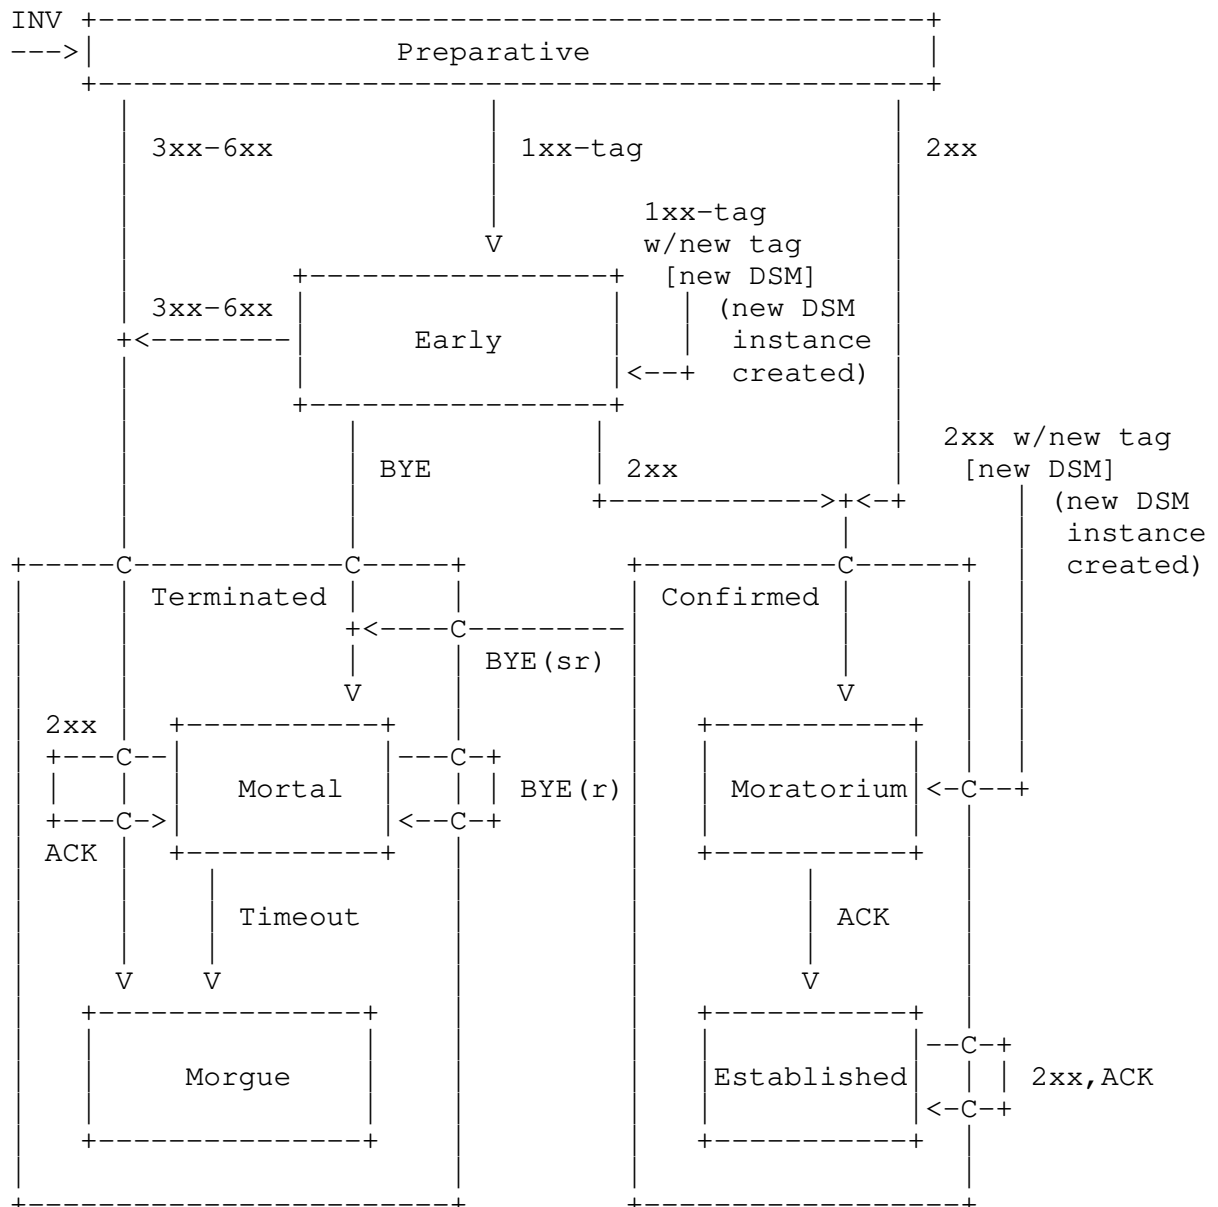 INV
Preparative
3xx-6xx
1xx-tag
2xx
1xx-tag
w/new tag
[new DSM]
3xx-6xx
(new DSM
Early
instance
created)
2xx w/new tag
BYE
2xx
[new DSM]
(new DSM
instance
created)
Terminated
Confirmed
BYE(sr)
2xx
Mortal
BYE(r)
Moratorium
ACK
Timeout
ACK
Morgue
Established
2xx,ACK